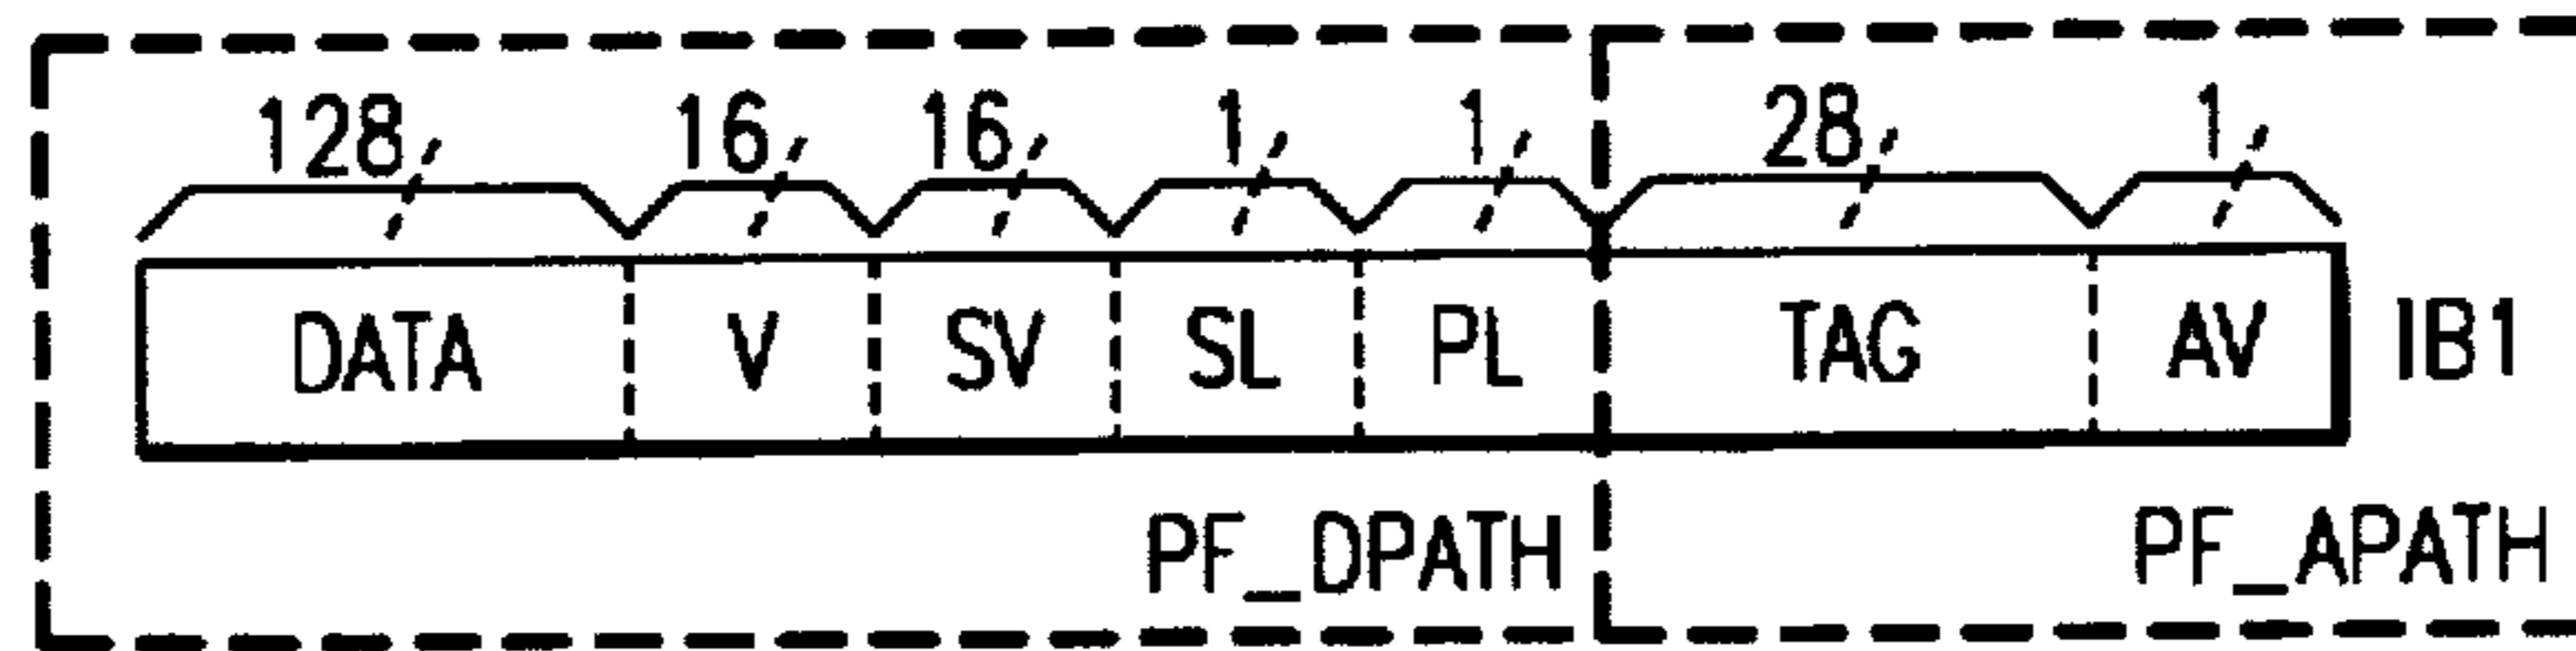 128 16 16 1 1 28 1
DATA V SV SL PL TAG AV IB1
PF_DPATH PF_APATH